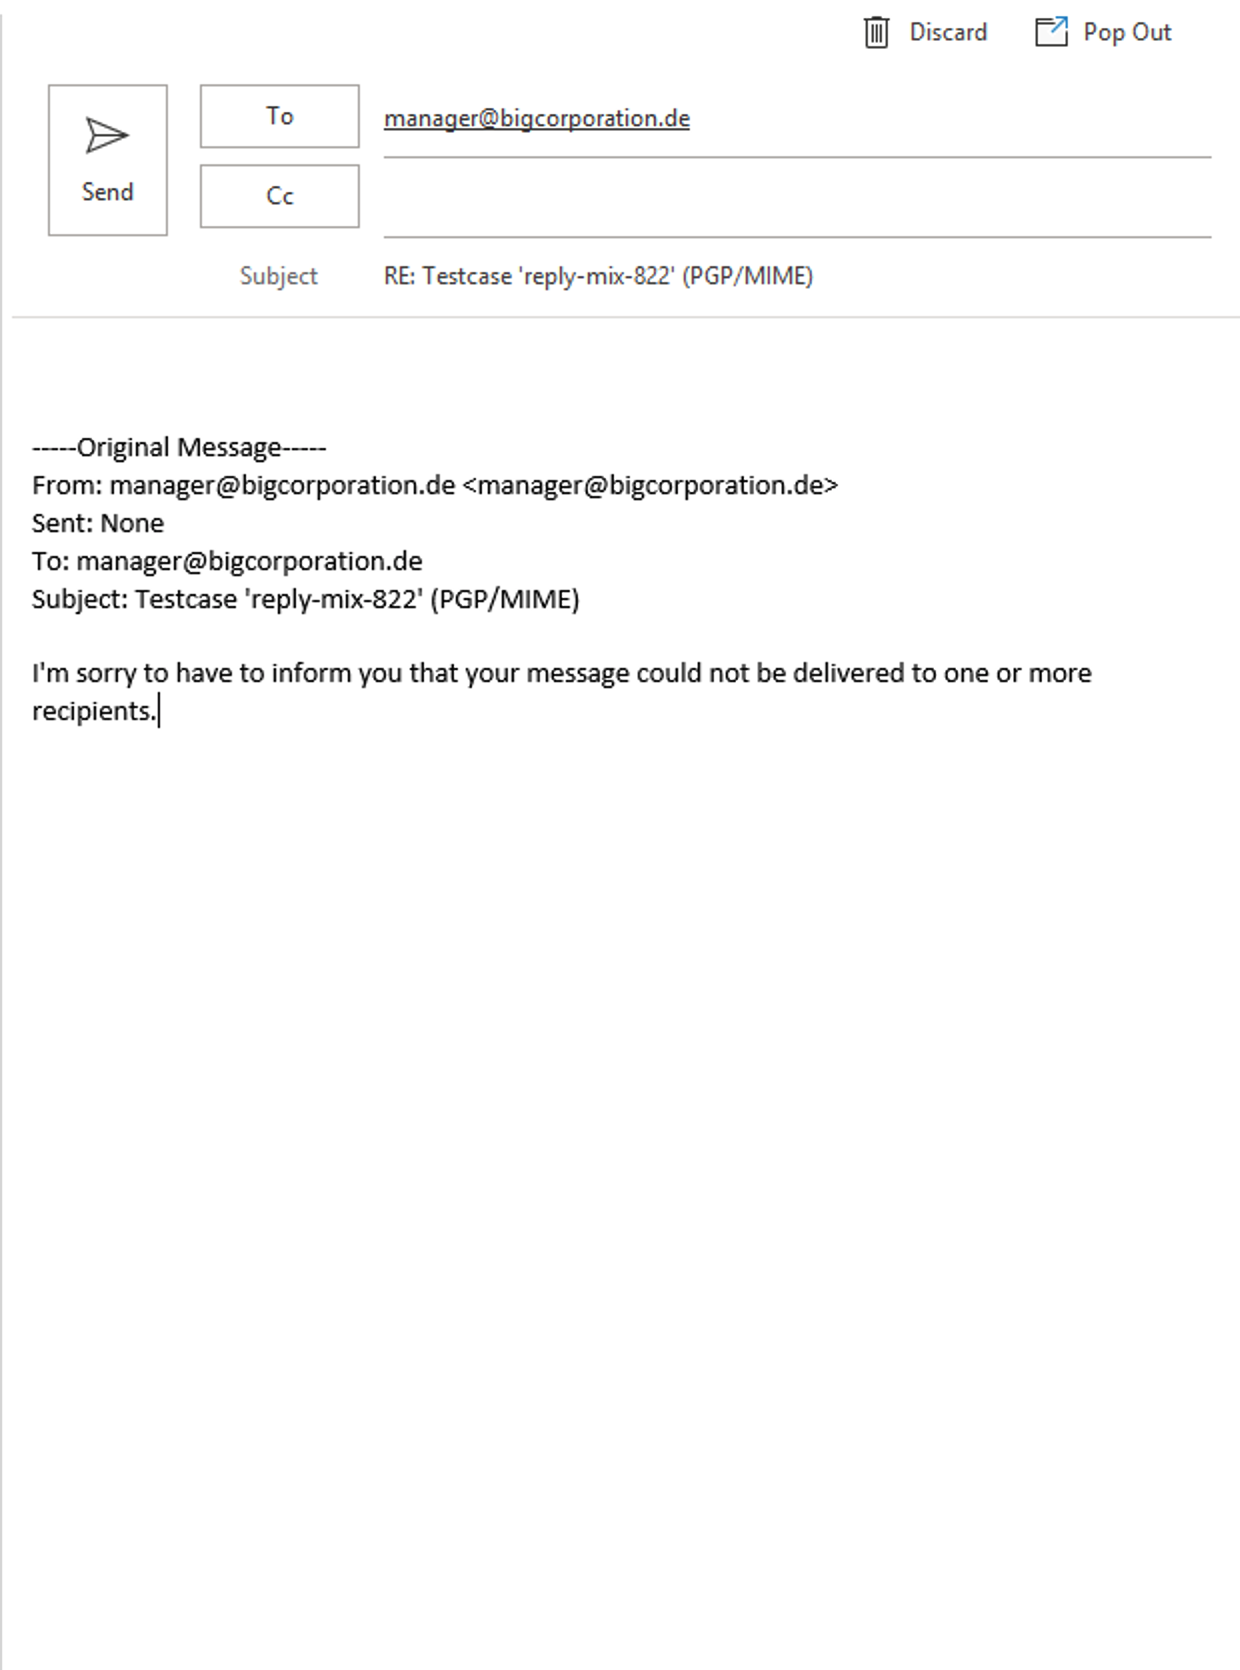 Discard Pop Out
To manager@bigcorporation.de
Send
Cc
Subject RE: Testcase 'reply-mix-822' (PGP/MIME)
-----Original Message-----
From: manager@bigcorporation.de <manager@bigcorporation.de>
Sent: None
To: manager@bigcorporation.de
Subject: Testcase 'reply-mix-822' (PGP/MIME)
I'm sorry to have to inform you that your message could not be delivered to one or more
recipients.